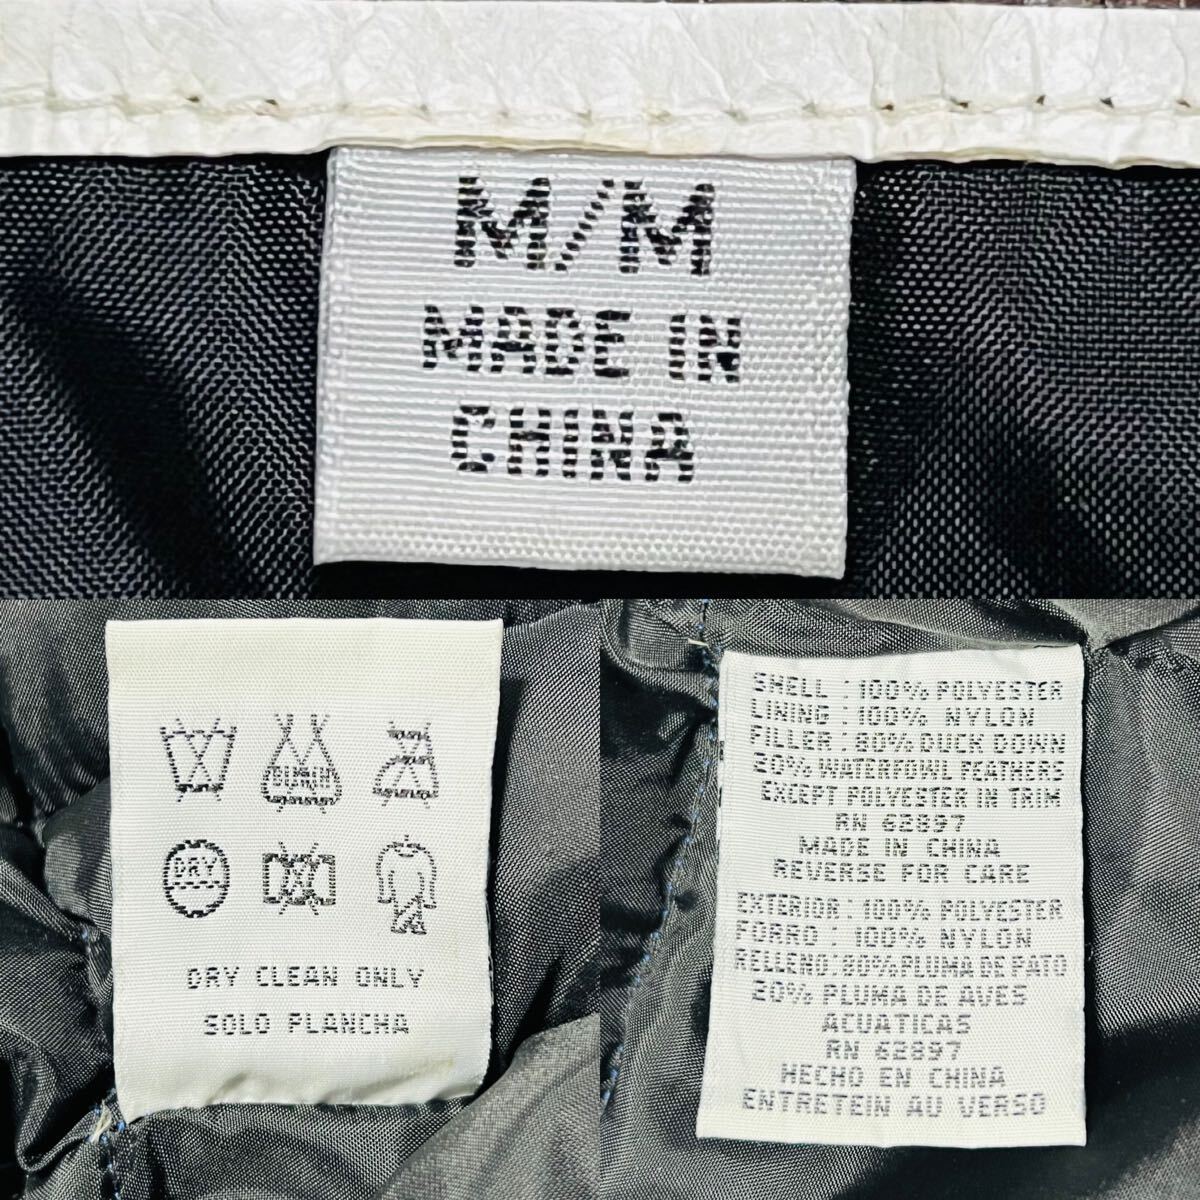 M/M
MADE IN
CHINA
DRY
DRY CLEAN ONLY
SOLO PLANCHA
SHELL : 100% POLYESTER
LINING : 100% NYLON
FILLER : 80% DUCK DOWN
20% WATERFOWL FEATHERS
EXCEPT POLYESTER IN TRIM
RN 62897
MADE IN CHINA
REVERSE FOR CARE
EXTERIOR : 100% POLYESTER
FORRO : 100% NYLON
RELLENO: 80% PLUMA DE PATO
20% PLUMA DE AVES
ACUATICAS
RN 62897
HECHO EN CHINA
ENTRETEIN AU VERSO